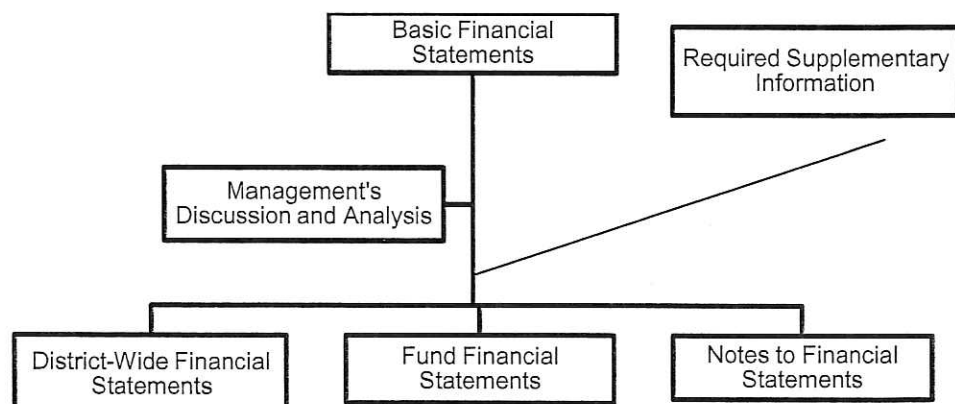 Basic Financial
Statements
Required Supplementary
Information
Management's
Discussion and Analysis
District-Wide Financial
Statements
Fund Financial
Statements
Notes to Financial
Statements